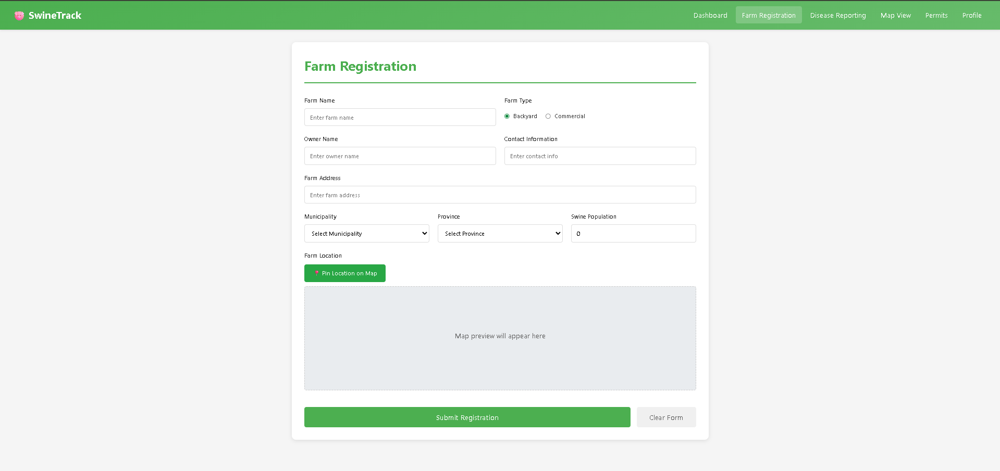 SwineTrack
Dashboard Farm Registration Disease Reporting Map View Permits Profile
Farm Registration
Farm Name
Farm Type
Enter farm name
Backyard Commercial
Owner Name
Contact Information
Enter owner name
Enter contact info
Farm Address
Enter farm address
Municipality
Province
Swine Population
Select Municipality
Select Province
0
Farm Location
Pin Location on Map
Map preview will appear here
Submit Registration
Clear Form